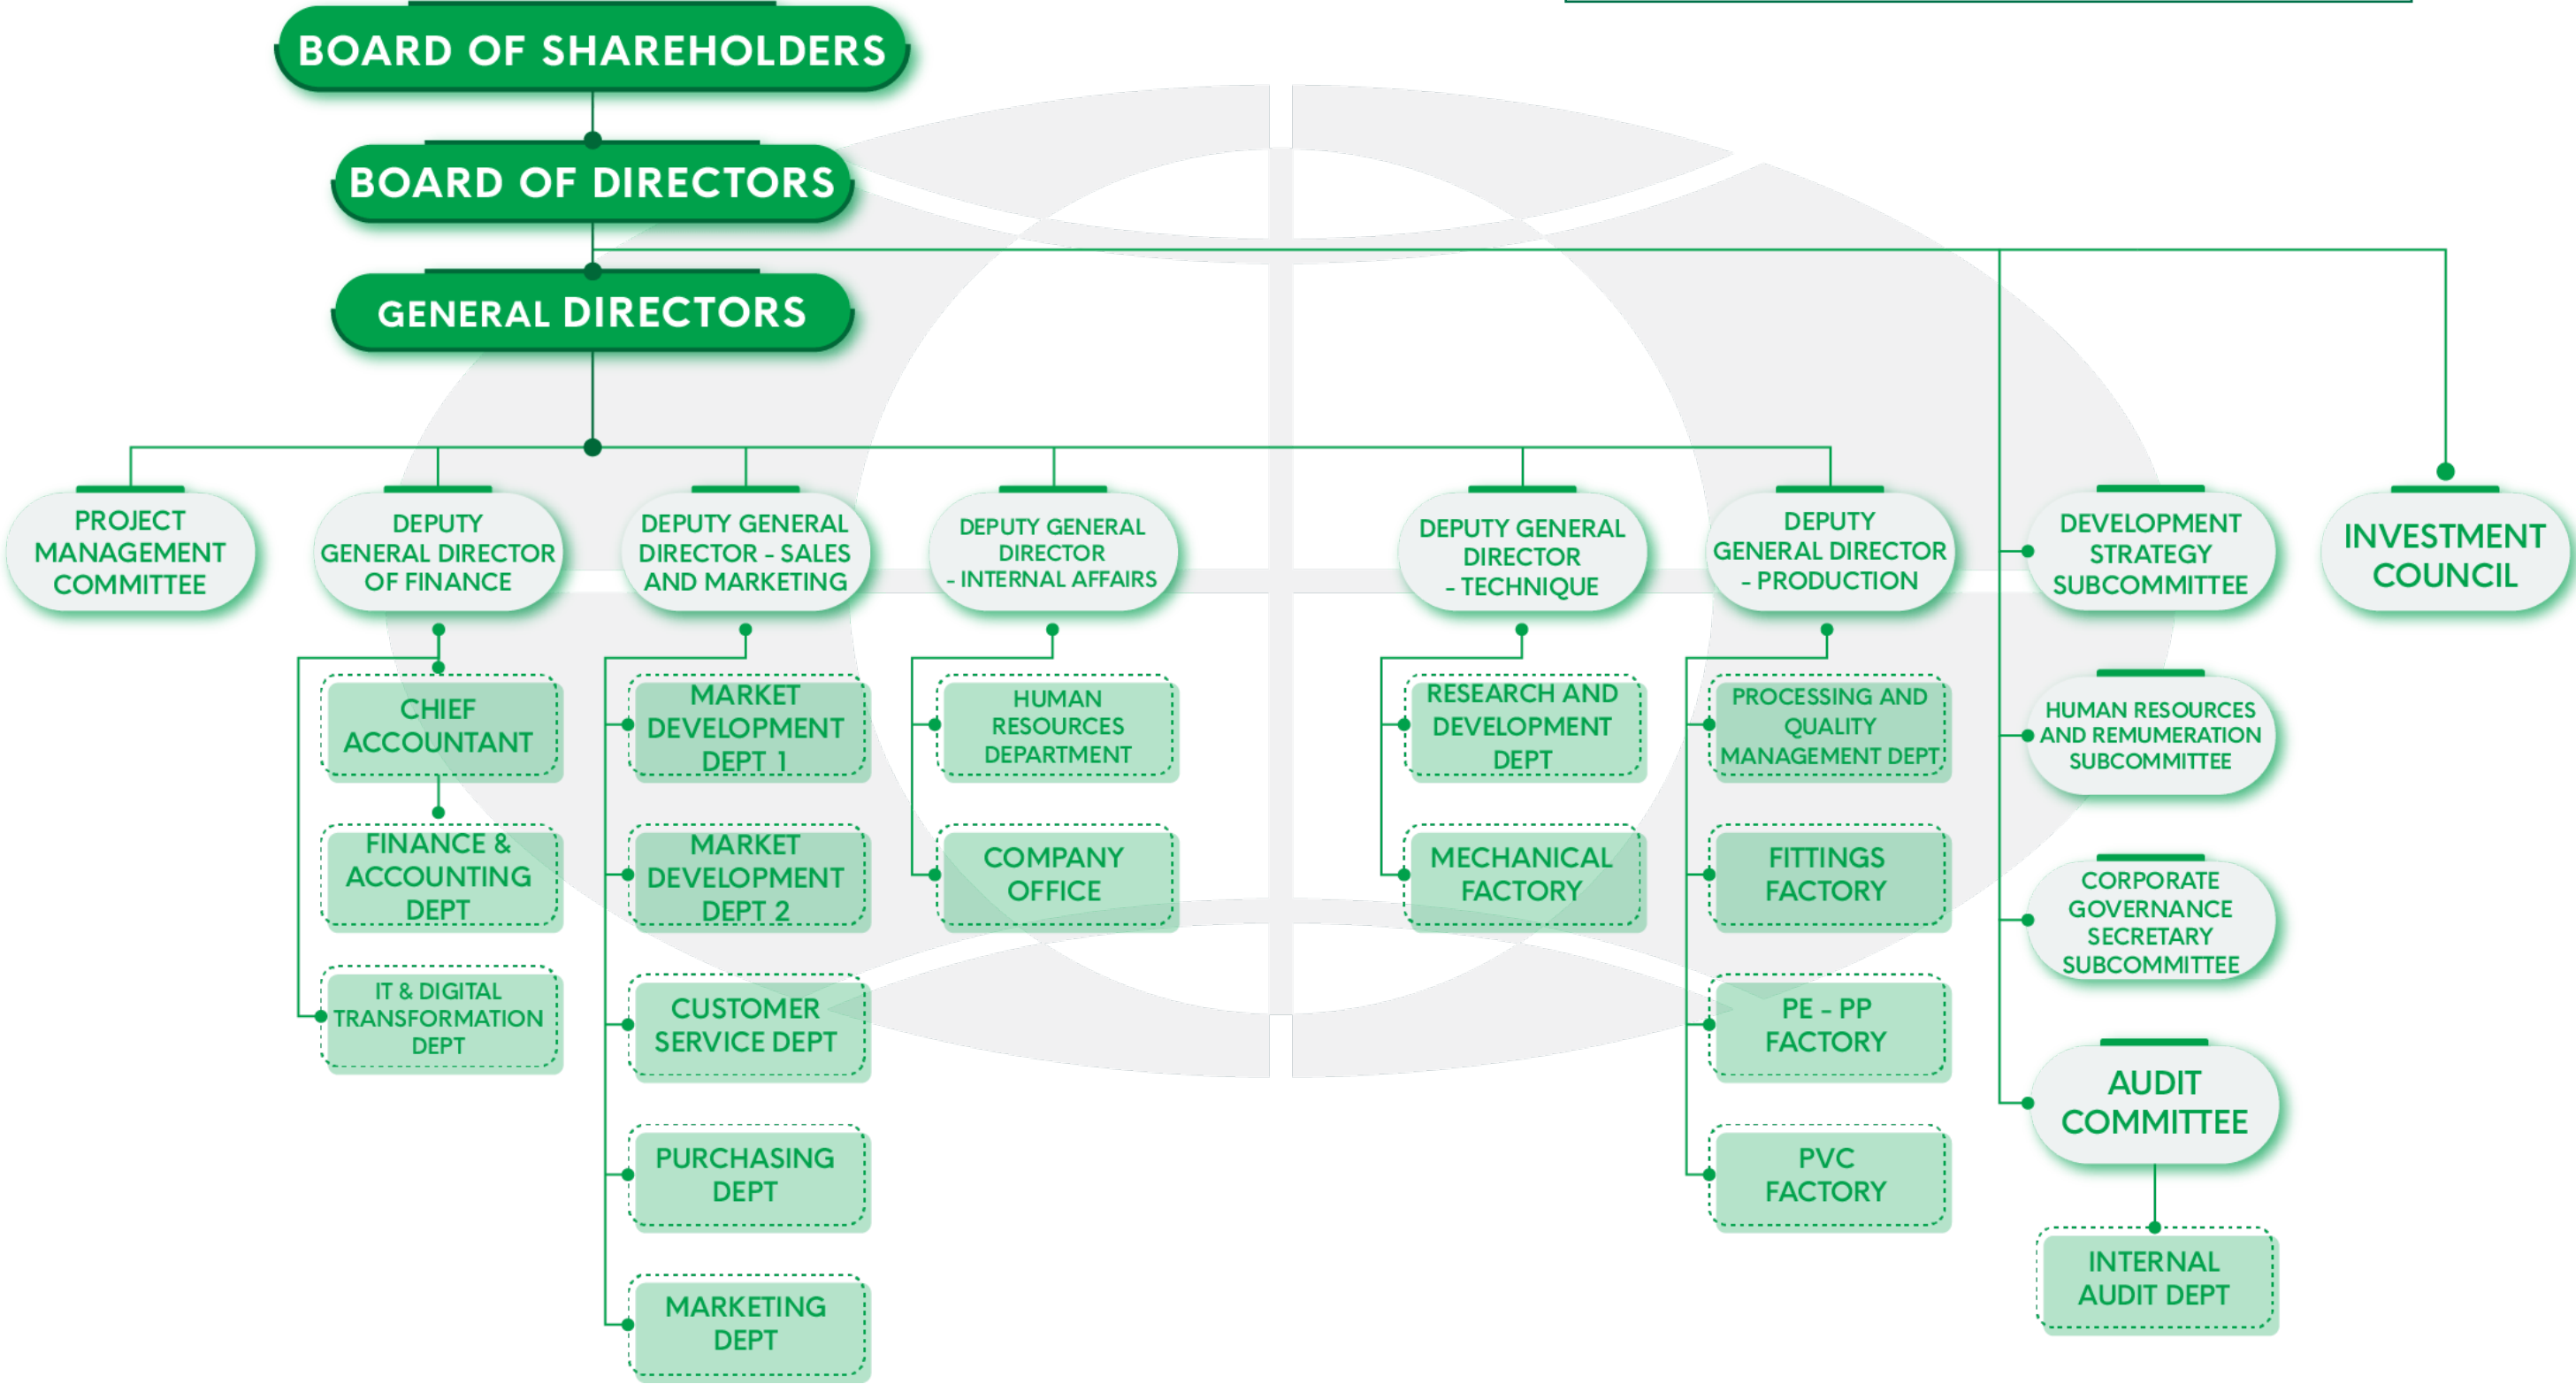 BOARD OF SHAREHOLDERS
BOARD OF DIRECTORS
GENERAL DIRECTORS
PROJECT
MANAGEMENT
COMMITTEE
DEPUTY
GENERAL DIRECTOR
OF FINANCE
DEPUTY GENERAL
DIRECTOR - SALES
AND MARKETING
DEPUTY GENERAL
DIRECTOR
- INTERNAL AFFAIRS
DEPUTY GENERAL
DIRECTOR
- TECHNIQUE
DEPUTY
GENERAL DIRECTOR
- PRODUCTION
DEVELOPMENT
STRATEGY
SUBCOMMITTEE
INVESTMENT
COUNCIL
CHIEF
ACCOUNTANT
FINANCE &
ACCOUNTING
DEPT
IT & DIGITAL
TRANSFORMATION
DEPT
MARKET
DEVELOPMENT
DEPT 1
MARKET
DEVELOPMENT
DEPT 2
CUSTOMER
SERVICE DEPT
PURCHASING
DEPT
MARKETING
DEPT
HUMAN
RESOURCES
DEPARTMENT
COMPANY
OFFICE
RESEARCH AND
DEVELOPMENT
DEPT
MECHANICAL
FACTORY
PROCESSING AND
QUALITY
MANAGEMENT DEPT
FITTINGS
FACTORY
PE - PP
FACTORY
PVC
FACTORY
HUMAN RESOURCES
AND REMUMERATION
SUBCOMMITTEE
CORPORATE
GOVERNANCE
SECRETARY
SUBCOMMITTEE
AUDIT
COMMITTEE
INTERNAL
AUDIT DEPT